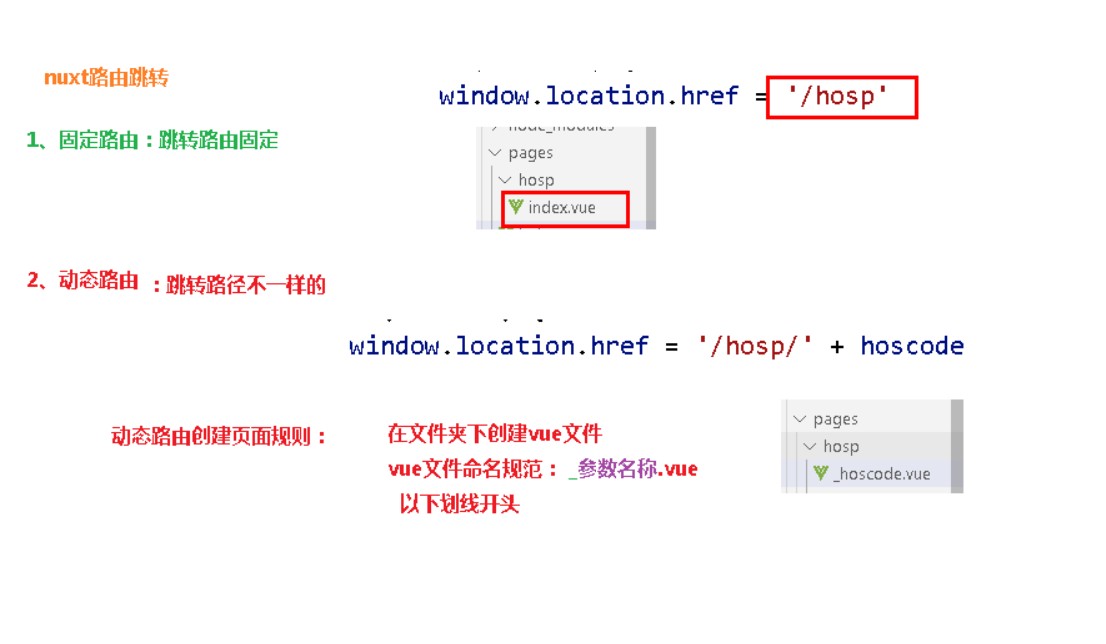 nuxt路由跳转
window.location.href = '/hosp'
1、固定路由：跳转路由固定
node_modules
pages
hosp
index.vue
2、动态路由 ：跳转路径不一样的
window.location.href = '/hosp/' + hoscode
动态路由创建页面规则：
在文件夹下创建vue文件
vue文件命名规范：_参数名称.vue
以下划线开头
pages
hosp
_hoscode.vue